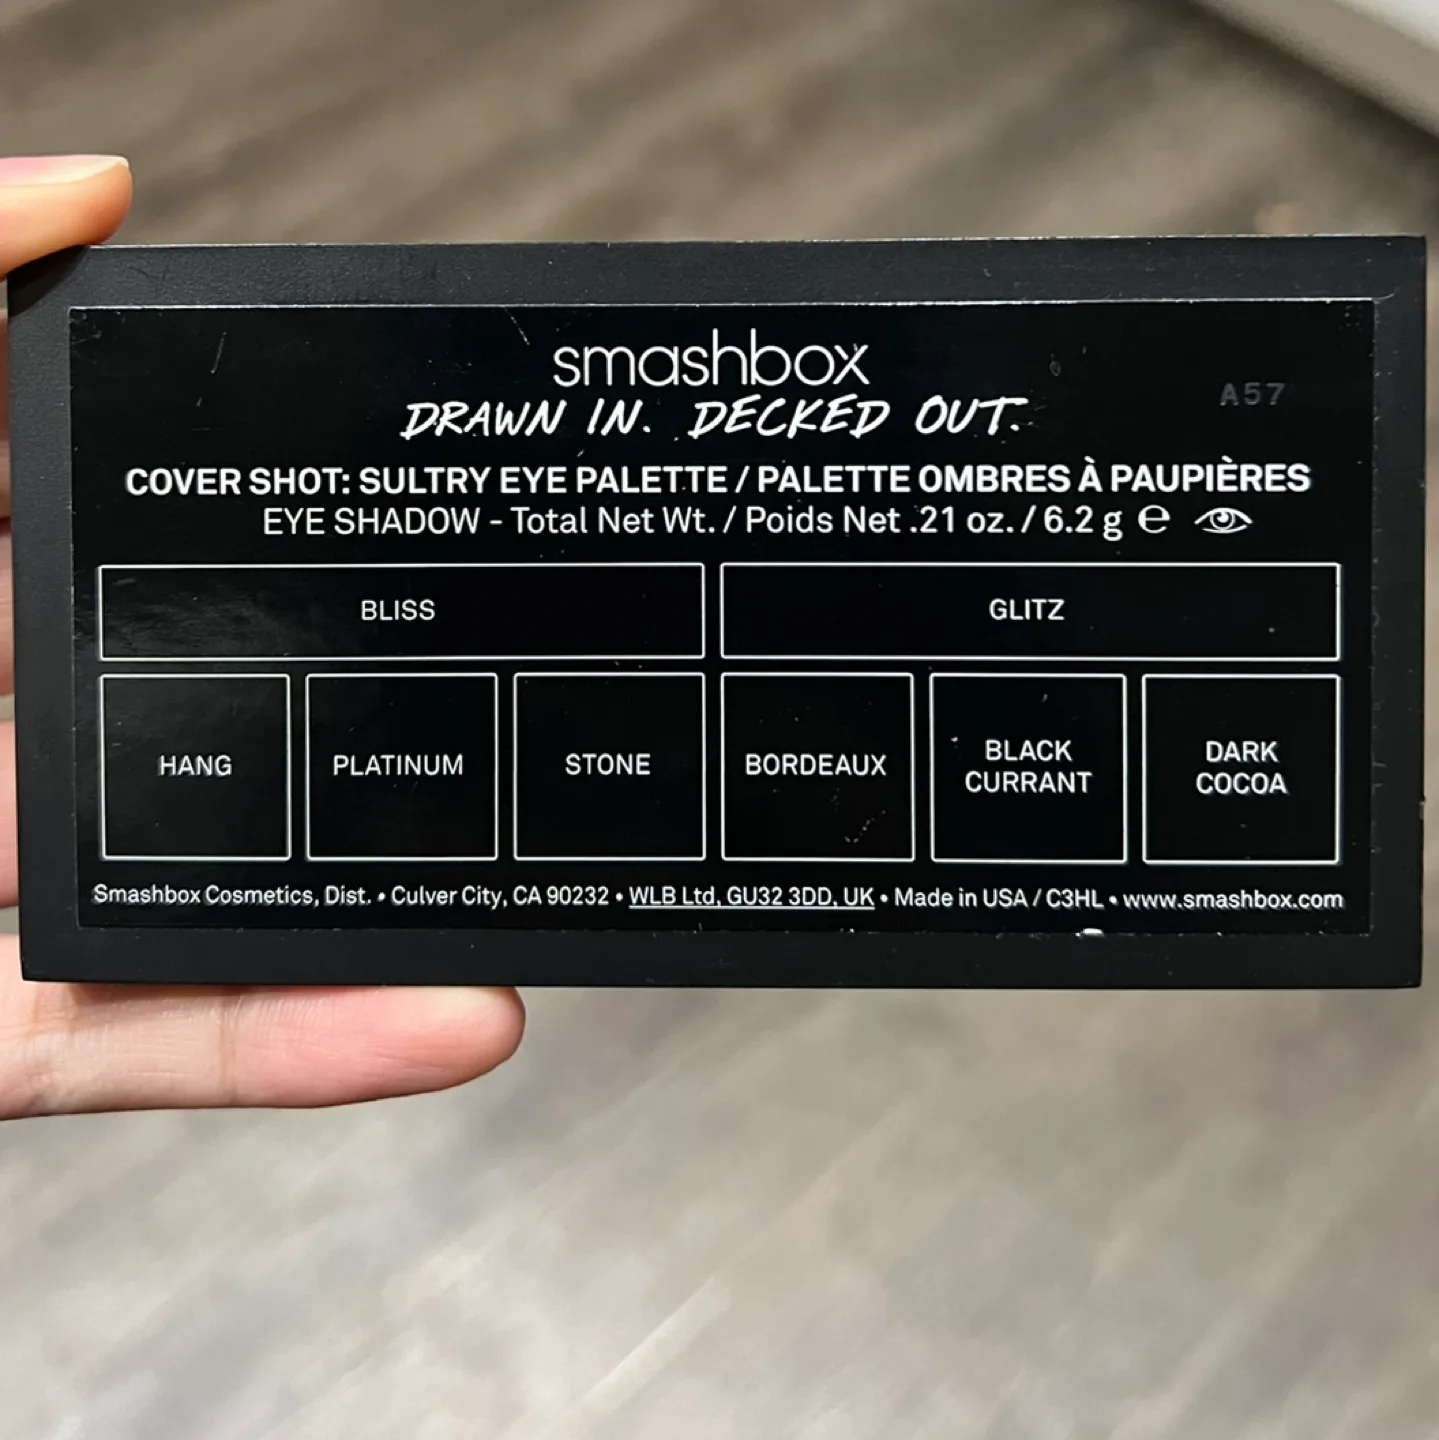 smashbox
DRAWN IN. DECKED OUT.
A57
COVER SHOT: SULTRY EYE PALETTE / PALETTE OMBRES À PAUPIÈRES
EYE SHADOW - Total Net Wt. / Poids Net .21 oz. / 6.2 g ℮
BLISS
GLITZ
HANG
PLATINUM
STONE
BORDEAUX
BLACK
CURRANT
DARK
COCOA
Smashbox Cosmetics, Dist. • Culver City, CA 90232 • WLB Ltd, GU32 3DD, UK • Made in USA / C3HL • www.smashbox.com